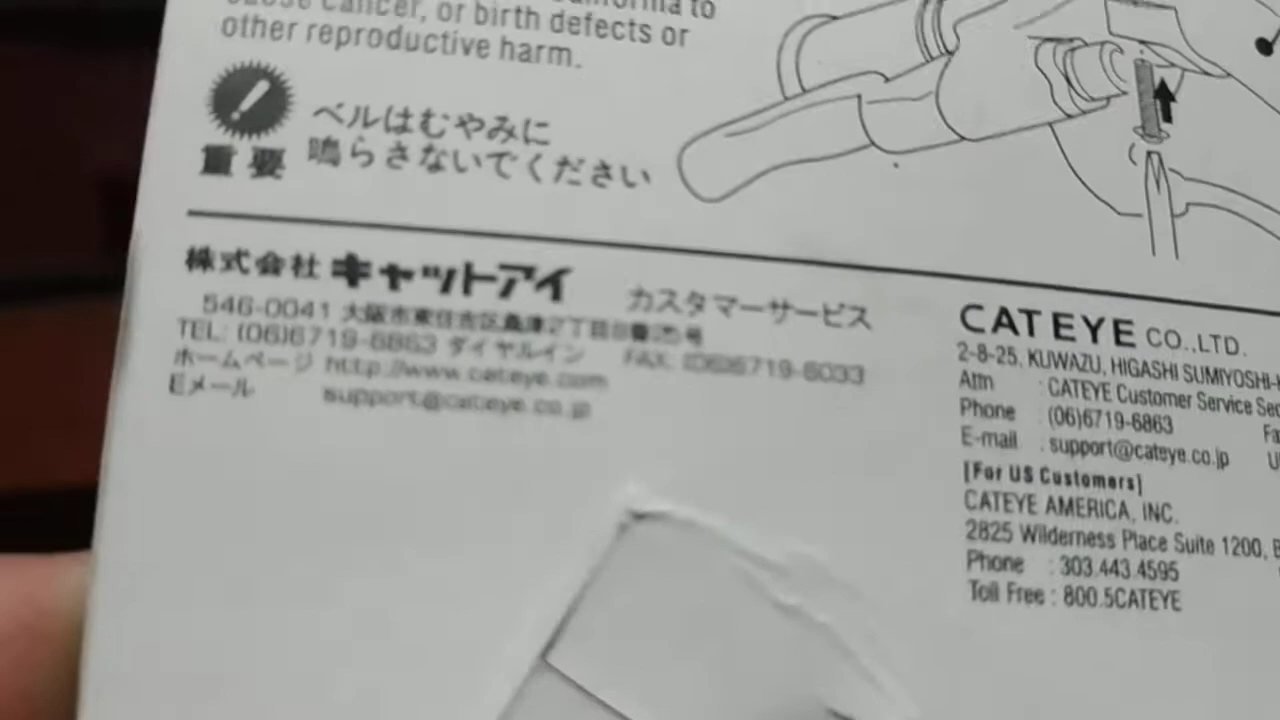 to
cancer, or birth defects or
other reproductive harm.
ベルはむやみに
鳴らさないでください
重要
株式会社 キャットアイ カスタマーサービス
546-0041 大阪市東住吉区桑津2丁目8番25号
TEL: (06)6719-6863 ダイヤルイン FAX: (06)6719-6033
ホームページ http://www.cateye.com
Eメール support@cateye.co.jp
CATEYE CO.,LTD.
2-8-25, KUWAZU, HIGASHI SUMIYOSHI-
Attn : CATEYE Customer Service
Phone : (06)6719-6863
E-mail : support@cateye.co.jp
[For US Customers]
CATEYE AMERICA, INC.
2825 Wilderness Place Suite 1200,
Phone : 303.443.4595
Toll Free : 800.5CATEYE